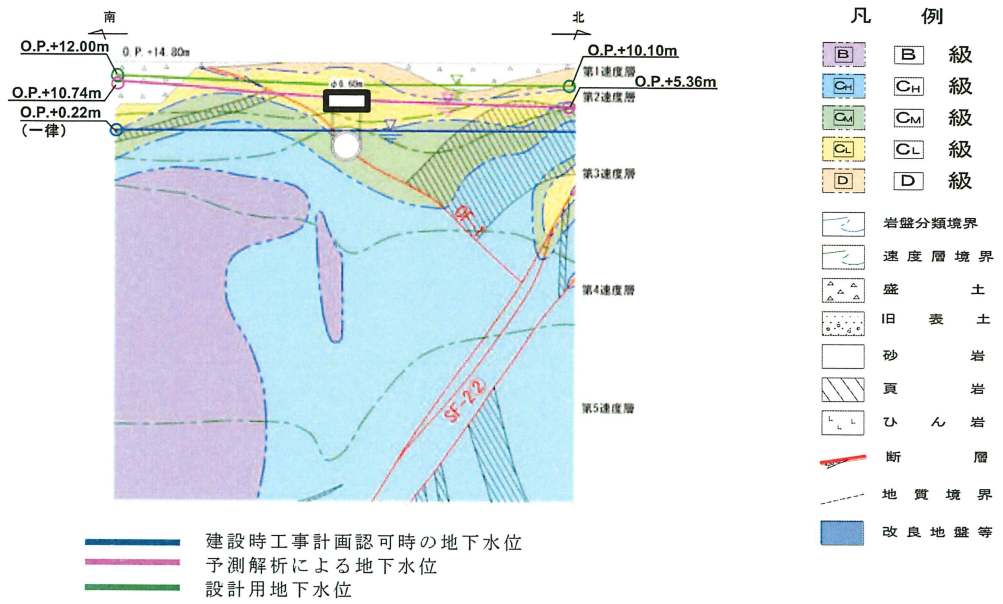 南
北
O.P.+12.00m
O.P.+14.80m
O.P.+10.10m
第1速度層
O.P.+5.36m
φ6.60m
第2速度層
O.P.+10.74m
O.P.+0.22m
(一律)
第3速度層
第4速度層
SF-22
第5速度層
建設時工事計画認可時の地下水位
予測解析による地下水位
設計用地下水位
凡 例
B B 級
CH CH 級
CM CM 級
CL CL 級
D D 級
岩盤分類境界
速度層境界
盛 土
旧表土
砂 岩
頁 岩
ひん岩
断 層
地質境界
改良地盤等